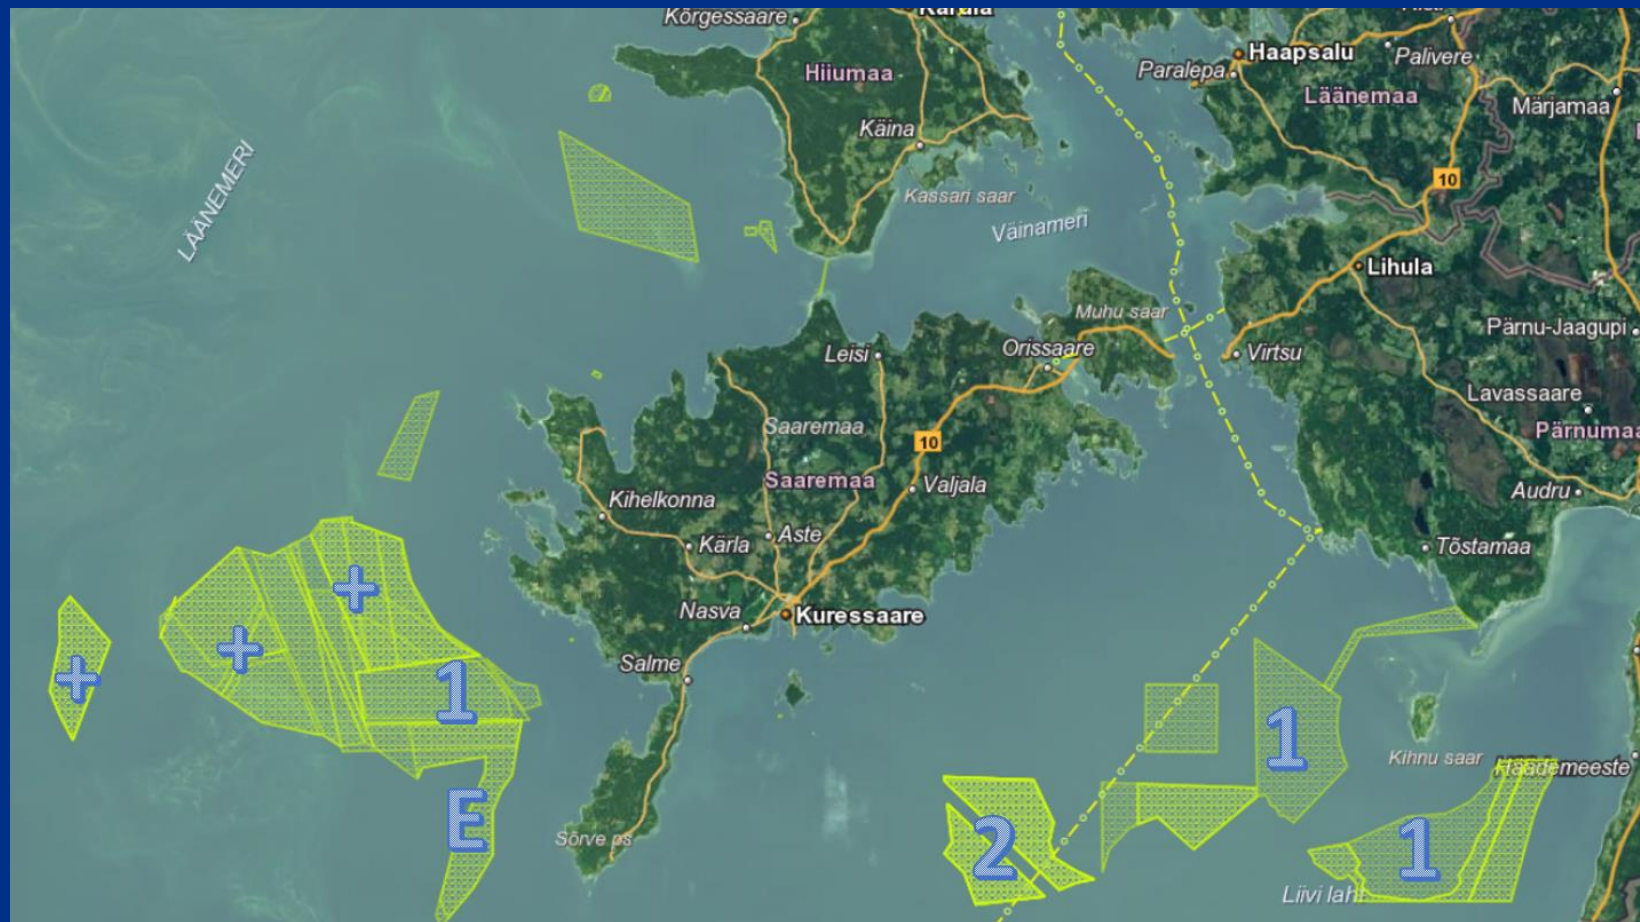 Kõrgessaare
Kärdla
Risti
Haapsalu
Palivere
Paralepa
Hiiumaa
Läänemaa
Märjamaa
Käina
LÄÄNEMERI
10
Kassari saar
Väinameri
Lihula
Muhu saar
Pärnu-Jaagupi
Leisi
Orissaare
Virtsu
Lavassaare
Saaremaa
10
Pärnumaa
Saaremaa
Valjala
Audru
Kihelkonna
Aste
Kärla
Tõstamaa
+
Nasva
Kuressaare
+
Salme
+
1
1
Kihnu saar
Häädemeeste
E
Sõrve ps
2
1
Liivi laht